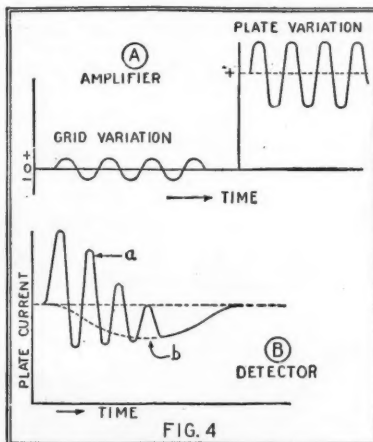 PLATE VARIATION
A
AMPLIFIER
+
GRID VARIATION
+
0
-
TIME
a
b
PLATE CURRENT
B
DETECTOR
TIME
FIG. 4